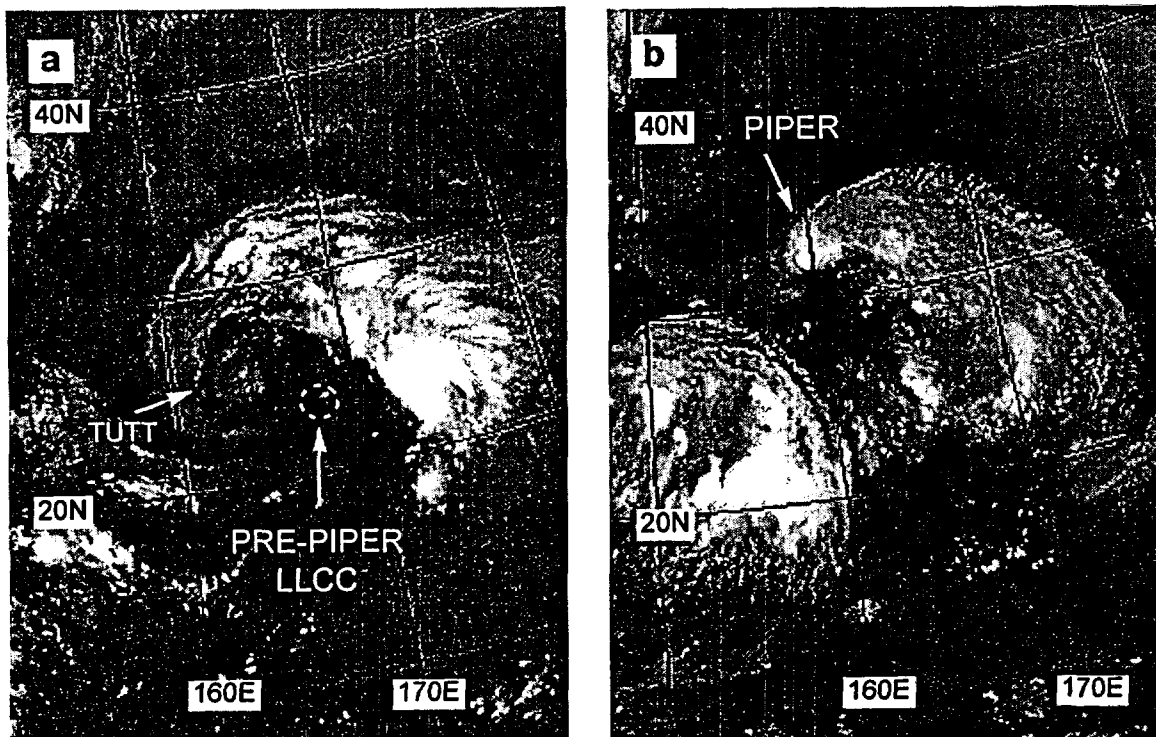 a
40N
TUTT
20N
PRE-PIPER
LLCC
160E
170E
b
40N
PIPER
20N
160E
170E